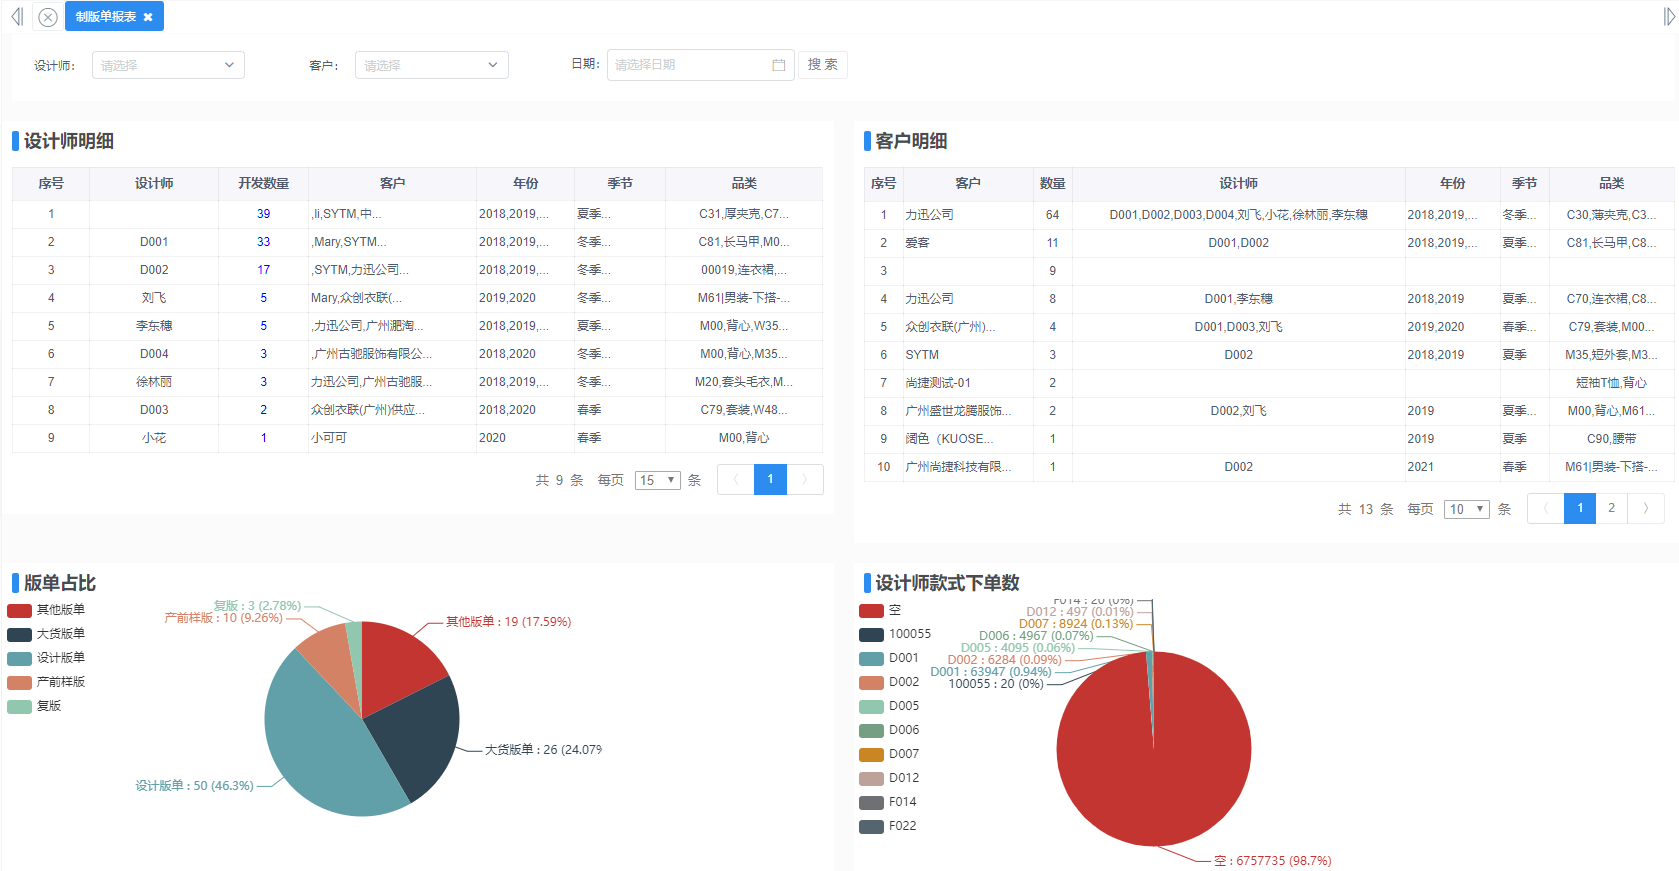 制版单报表 ✖
设计师: 请选择 客户: 请选择 日期: 请选择日期 搜 索
设计师明细
序号 设计师 开发数量 客户 年份 季节 品类
1 39 ,li,SYTM,中... 2018,2019,... 夏季... C31,厚夹克,C7...
2 D001 33 ,Mary,SYTM... 2018,2019,... 冬季... C81,长马甲,M0...
3 D002 17 ,SYTM,力迅公司... 2018,2019,... 冬季... 00019,连衣裙,...
4 刘飞 5 Mary,众创衣联(... 2019,2020 冬季... M61|男装-下搭-...
5 李东穗 5 ,力迅公司,广州淝淘... 2018,2019,... 夏季... M00,背心,W35...
6 D004 3 ,广州古驰服饰有限公... 2018,2020 冬季... M00,背心,M35...
7 徐林丽 3 力迅公司,广州古驰服... 2018,2019,... 冬季... M20,套头毛衣,M...
8 D003 2 众创衣联(广州)供应... 2018,2020 春季 C79,套装,W48...
9 小花 1 小可可 2020 春季 M00,背心
共 9 条 每页 15 条 1
客户明细
序号 客户 数量 设计师 年份 季节 品类
1 力迅公司 64 D001,D002,D003,D004,刘飞,小花,徐林丽,李东穗 2018,2019,... 冬季... C30,薄夹克,C3...
2 爱客 11 D001,D002 2018,2019,... 夏季... C81,长马甲,C8...
3 9
4 力迅公司 8 D001,李东穗 2018,2019 夏季... C70,连衣裙,C8...
5 众创衣联(广州)... 4 D001,D003,刘飞 2019,2020 春季... C79,套装,M00...
6 SYTM 3 D002 2018,2019 夏季 M35,短外套,M3...
7 尚捷测试-01 2 短袖T恤,背心
8 广州盛世龙腾服饰... 2 D002,刘飞 2019 夏季... M00,背心,M61...
9 阔色（KUOSE... 1 2019 夏季 C90,腰带
10 广州尚捷科技有限... 1 D002 2021 春季 M61|男装-下搭-...
共 13 条 每页 10 条 1 2
版单占比
其他版单
大货版单
设计版单
产前样版
复版
复版 : 3 (2.78%)
产前样版 : 10 (9.26%)
其他版单 : 19 (17.59%)
大货版单 : 26 (24.079
设计版单 : 50 (46.3%)
设计师款式下单数
空
100055
D001
D002
D005
D006
D007
D012
F014
F022
F014 : 20 (0%)
D012 : 497 (0.01%)
D007 : 8924 (0.13%)
D006 : 4967 (0.07%)
D005 : 4095 (0.06%)
D002 : 6284 (0.09%)
D001 : 63947 (0.94%)
100055 : 20 (0%)
空 : 6757735 (98.7%)